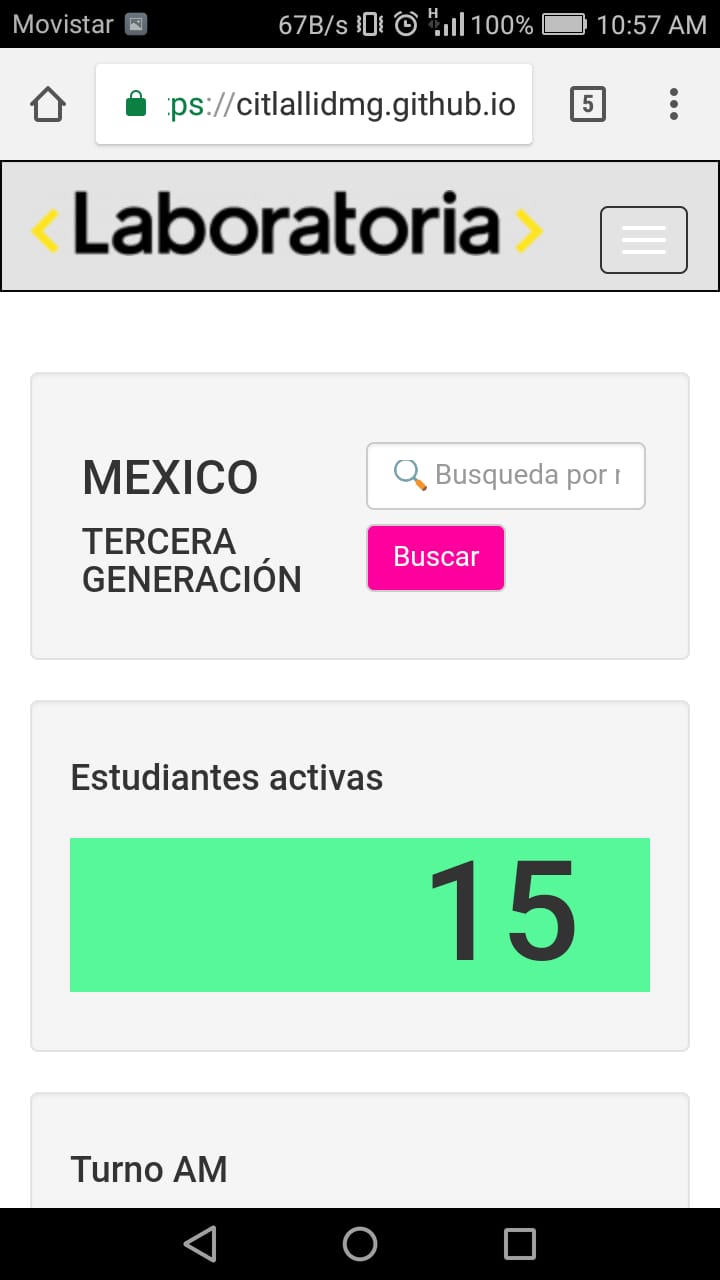 Movistar 67B/s H 100% 10:57 AM
tps://citlallidmg.github.io 5
<Laboratoria>
MEXICO
🔍 Busqueda por
TERCERA
GENERACIÓN
Buscar
Estudiantes activas
15
Turno AM